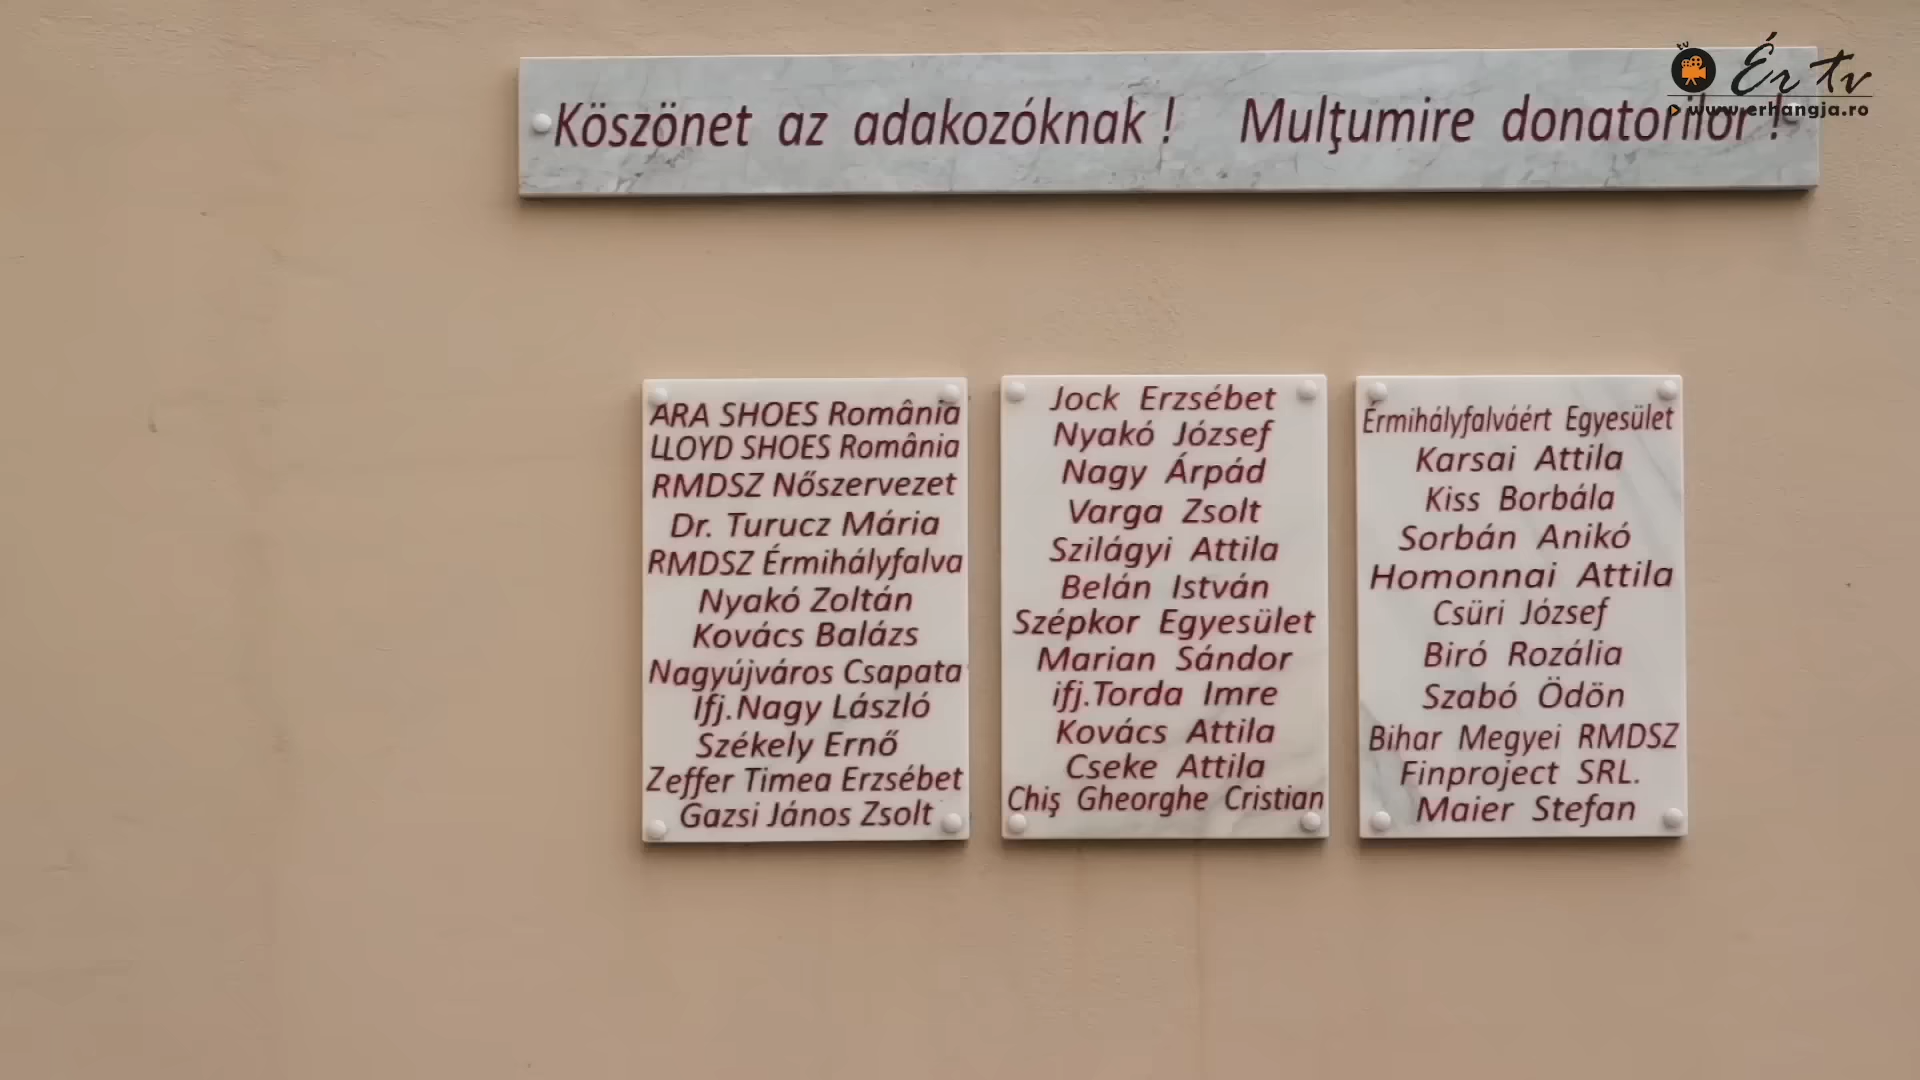 Köszönet az adakozóknak ! Mulţumire donatorilor !
tv
Ér tv
www.erhangja.ro
ARA SHOES România
LLOYD SHOES România
RMDSZ Nőszervezet
Dr. Turucz Mária
RMDSZ Érmihályfalva
Nyakó Zoltán
Kovács Balázs
Nagyújváros Csapata
Ifj.Nagy László
Székely Ernő
Zeffer Timea Erzsébet
Gazsi János Zsolt
Jock Erzsébet
Nyakó József
Nagy Árpád
Varga Zsolt
Szilágyi Attila
Belán István
Szépkor Egyesület
Marian Sándor
ifj.Torda Imre
Kovács Attila
Cseke Attila
Chiş Gheorghe Cristian
Érmihályfalváért Egyesület
Karsai Attila
Kiss Borbála
Sorbán Anikó
Homonnai Attila
Csüri József
Biró Rozália
Szabó Ödön
Bihar Megyei RMDSZ
Finproject SRL.
Maier Stefan